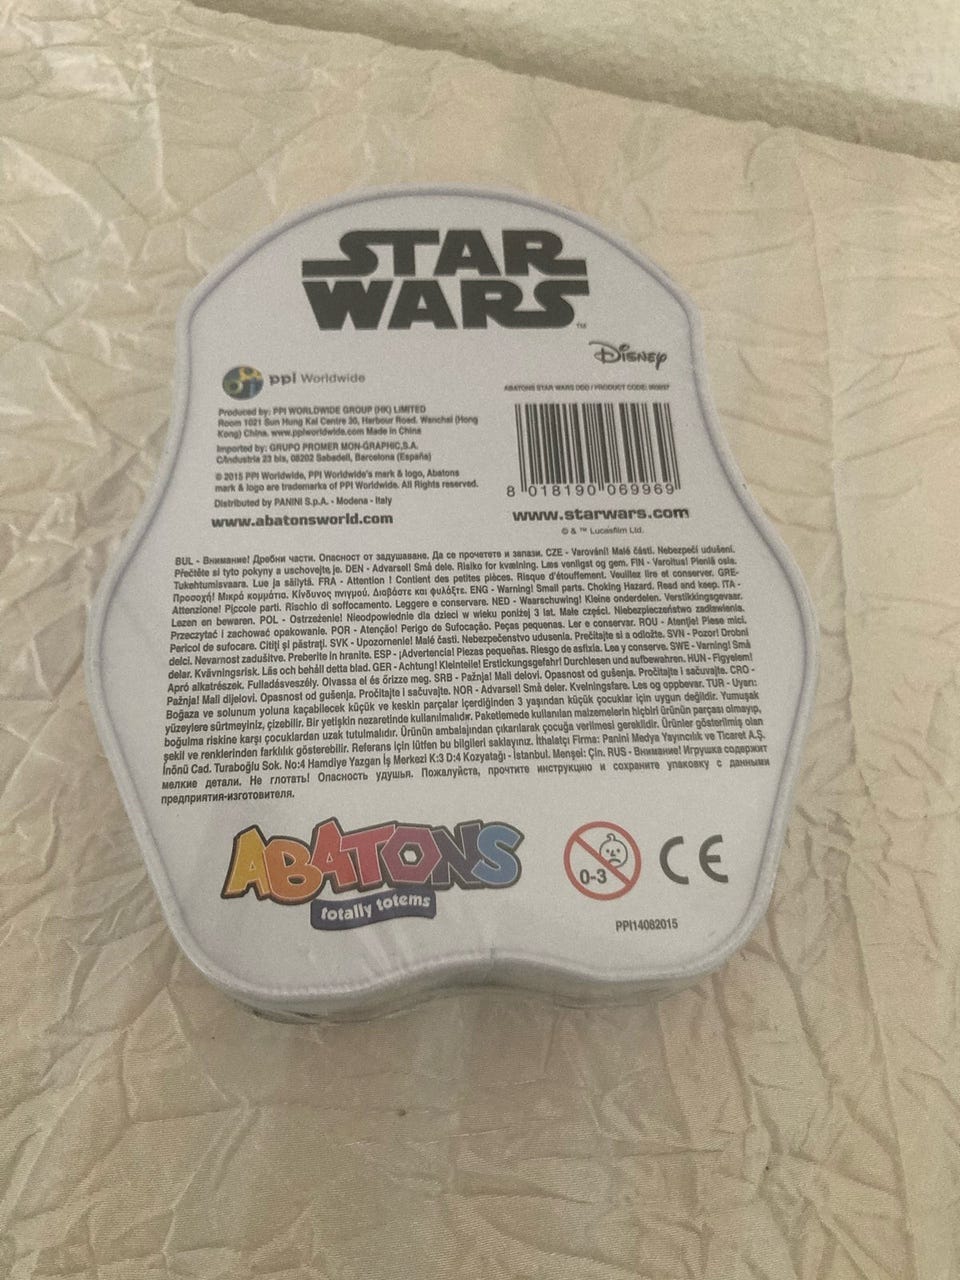 STAR
WARS™
Disney
ppi Worldwide
Produced by: PPI WORLDWIDE GROUP (HK) LIMITED
Room 1021 Sun Hung Kai Centre 30, Harbour Road. Wanchai (Hong
Kong) China. www.ppiworldwide.com Made in China
Imported by: GRUPO PROMER MON-GRAPHIC,S.A.
C/Industria 23 bis, 08202 Sabadell, Barcelona (España)
© 2015 PPI Worldwide, PPI Worldwide's mark & logo, Abatons
mark & logo are trademarks of PPI Worldwide. All Rights reserved.
Distributed by PANINI S.p.A. - Modena - Italy
www.abatonsworld.com
ABATONS STAR WARS DDD / PRODUCT CODE:
8 018190 069969
www.starwars.com
© & ™ Lucasfilm Ltd.
BUL - Внимание! Дребни части. Опасност от задушаване. Да се прочетете и запази. CZE - Varování! Malé části. Nebezpečí udušení.
Přečtěte si tyto pokyny a uschovejte je. DEN - Advarsel! Små dele. Risiko for kvælning. Læs venligst og gem. FIN - Varoitus! Pieniä osia.
Tukehtumisvaara. Lue ja säilytä. FRA - Attention ! Contient des petites pièces. Risque d'étouffement. Veuillez lire et conserver. GRE-
Προσοχή! Μικρά κομμάτια. Κίνδυνος πνιγμού. Διαβάστε και φυλάξτε. ENG - Warning! Small parts. Choking Hazard. Read and keep. ITA -
Attenzione! Piccole parti. Rischio di soffocamento. Leggere e conservare. NED - Waarschuwing! Kleine onderdelen. Verstikkingsgevaar.
Lezen en bewaren. POL - Ostrzeżenie! Nieodpowiednie dla dzieci w wieku poniżej 3 lat. Małe części. Niebezpieczeństwo zadławienia.
Przeczytać i zachować opakowanie. POR - Atenção! Perigo de Sufocação. Peças pequenas. Ler e conservar. ROU - Atenție! Piese mici.
Pericol de sufocare. Citiți și păstrați. SVK - Upozornenie! Malé časti. Nebezpečenstvo udusenia. Prečítajte si a odložte. SVN - Pozor! Drobni
delci. Nevarnost zadušitve. Preberite in hranite. ESP - ¡Advertencia! Piezas pequeñas. Riesgo de asfixia. Lea y conserve. SWE - Varning! Små
delar. Kvävningsrisk. Läs och behåll detta blad. GER - Achtung! Kleinteile! Erstickungsgefahr! Durchlesen und aufbewahren. HUN - Figyelem!
Apró alkatrészek. Fulladásveszély. Olvassa el és őrizze meg. SRB - Pažnja! Mali delovi. Opasnost od gušenja. Pročitajte i sačuvajte. CRO -
Pažnja! Mali dijelovi. Opasnost od gušenja. Pročitajte i sačuvajte. NOR - Advarsel! Små deler. Kvelningsfare. Les og oppbevar. TUR - Uyarı:
Boğaza ve solunum yoluna kaçabilecek küçük ve keskin parçalar içerdiğinden 3 yaşından küçük çocuklar için uygun değildir. Yumuşak
yüzeylere sürtmeyiniz, çizebilir. Bir yetişkin nezaretinde kullanılmalıdır. Paketlemede kullanılan malzemelerin hiçbiri ürünün parçası olmayıp,
boğulma riskine karşı çocuklardan uzak tutulmalıdır. Ürünün ambalajından çıkarılarak çocuğa verilmesi gereklidir. Ürünler gösterilmiş olan
şekil ve renklerinden farklılık gösterebilir. Referans için lütfen bu bilgileri saklayınız. İthalatçı Firma: Panini Medya Yayıncılık ve Ticaret A.Ş.
İnönü Cad. Turaboğlu Sok. No:4 Hamdiye Yazgan İş Merkezi K:3 D:4 Kozyatağı - İstanbul. Menşei: Çin. RUS - Внимание! Игрушка содержит
мелкие детали. Не глотать! Опасность удушья. Пожалуйста, прочтите инструкцию и сохраните упаковку с данными
предприятия-изготовителя.
ABATONS
totally totems
0-3
CE
PPI14082015